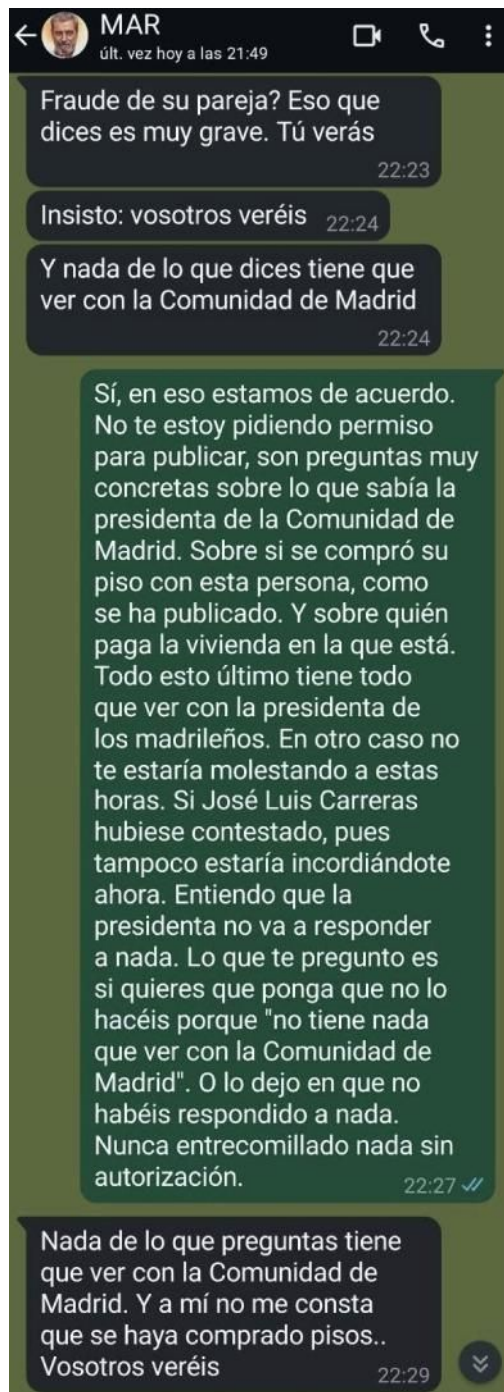 MAR
últ. vez hoy a las 21:49
Fraude de su pareja? Eso que
dices es muy grave. Tú verás
22:23
Insisto: vosotros veréis 22:24
Y nada de lo que dices tiene que
ver con la Comunidad de Madrid
22:24
Sí, en eso estamos de acuerdo.
No te estoy pidiendo permiso
para publicar, son preguntas muy
concretas sobre lo que sabía la
presidenta de la Comunidad de
Madrid. Sobre si se compró su
piso con esta persona, como
se ha publicado. Y sobre quién
paga la vivienda en la que está.
Todo esto último tiene todo
que ver con la presidenta de
los madrileños. En otro caso no
te estaría molestando a estas
horas. Si José Luis Carreras
hubiese contestado, pues
tampoco estaría incordiándote
ahora. Entiendo que la
presidenta no va a responder
a nada. Lo que te pregunto es
si quieres que ponga que no lo
hacéis porque "no tiene nada
que ver con la Comunidad de
Madrid". O lo dejo en que no
habéis respondido a nada.
Nunca entrecomillado nada sin
autorización. 22:27
Nada de lo que preguntas tiene
que ver con la Comunidad de
Madrid. Y a mí no me consta
que se haya comprado pisos..
Vosotros veréis 22:29